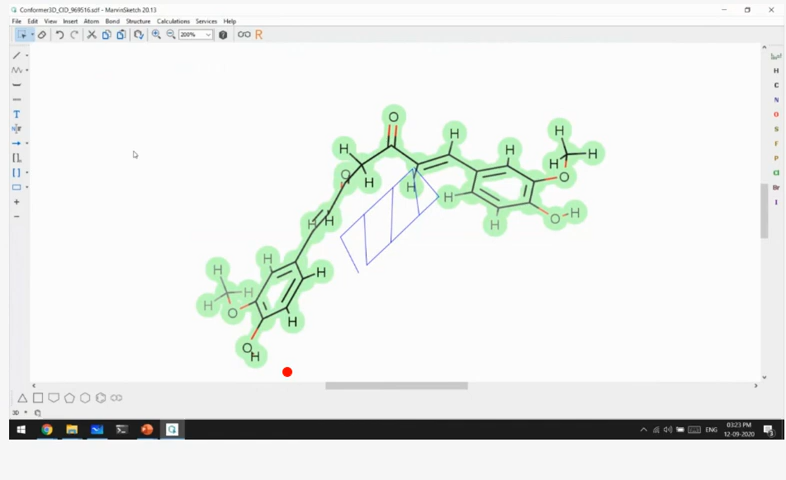 Conformer3D_CID_969516.sdf - MarvinSketch 20.13
File Edit View Insert Atom Bond Structure Calculations Services Help
200% R
H
C
N
O
S
F
P
Cl
Br
I
T
O
H H
H H H
H H O
O
H H H
H O H
H H H
H H
H H
H H
O H
O
H
3D
ENG
03:23 PM
12-09-2020